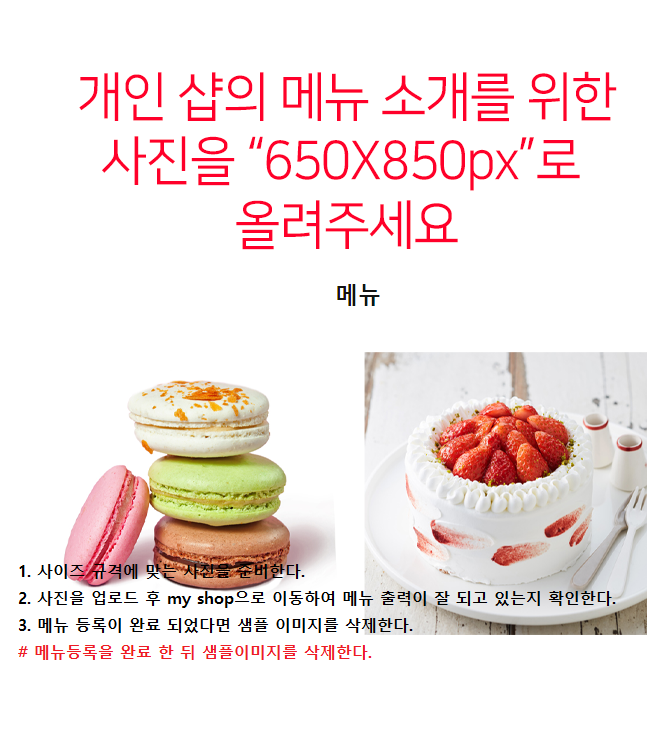 개인 샵의 메뉴 소개를 위한
사진을 “650X850px”로
올려주세요
메뉴
1. 사이즈 규격에 맞는 사진을 준비한다.
2. 사진을 업로드 후 my shop으로 이동하여 메뉴 출력이 잘 되고 있는지 확인한다.
3. 메뉴 등록이 완료 되었다면 샘플 이미지를 삭제한다.
# 메뉴등록을 완료 한 뒤 샘플이미지를 삭제한다.